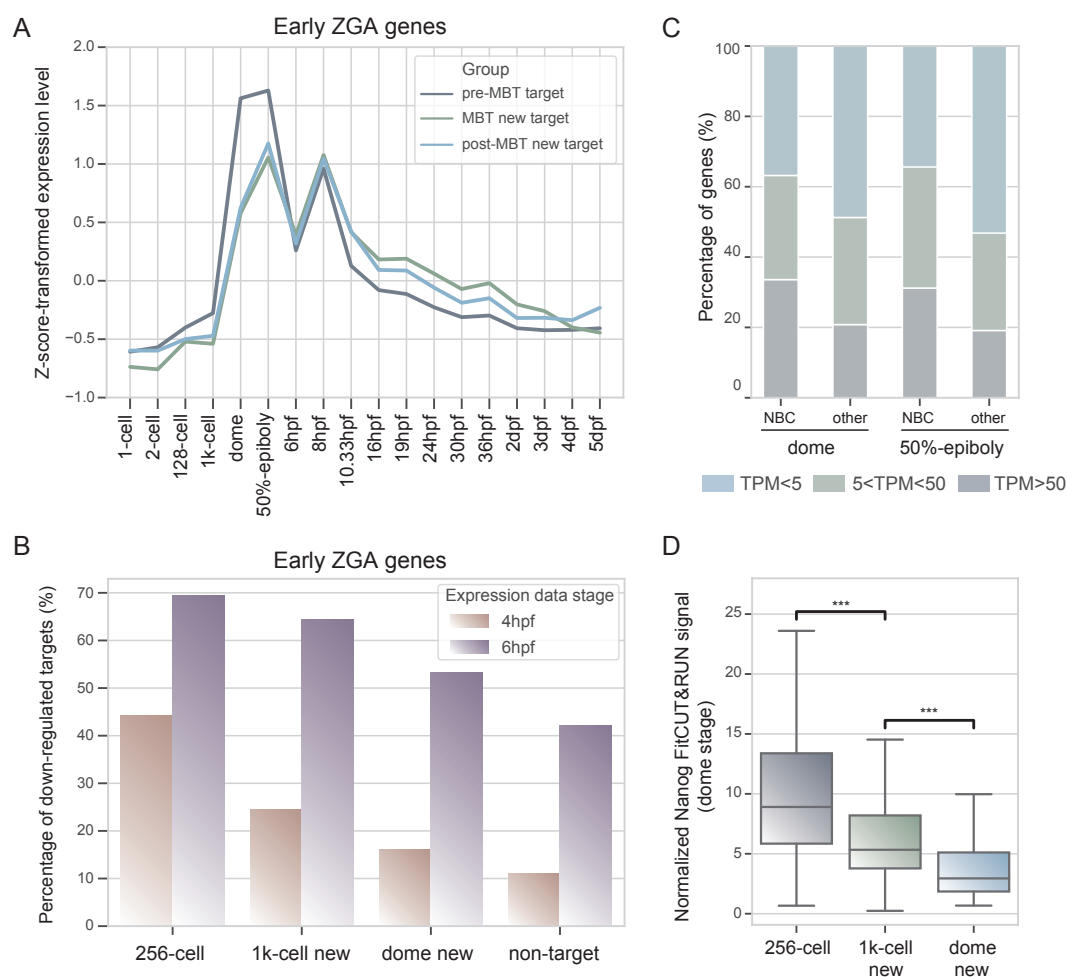 A
Early ZGA genes
Z-score-transformed expression level
2.0
1.5
1.0
0.5
0.0
−0.5
−1.0
Group
pre-MBT target
MBT new target
post-MBT new target
1-cell
2-cell
128-cell
1k-cell
dome
50%-epiboly
6hpf
8hpf
10.33hpf
16hpf
19hpf
24hpf
30hpf
36hpf
2dpf
3dpf
4dpf
5dpf
C
Percentage of genes (%)
100
80
60
40
20
0
NBC other NBC other
dome 50%-epiboly
TPM<5 5<TPM<50 TPM>50
B
Early ZGA genes
Percentage of down-regulated targets (%)
70
60
50
40
30
20
10
0
Expression data stage
4hpf
6hpf
256-cell 1k-cell new dome new non-target
D
Normalized Nanog FitCUT&RUN signal
(dome stage)
25
20
15
10
5
0
***
***
256-cell 1k-cell dome
new new